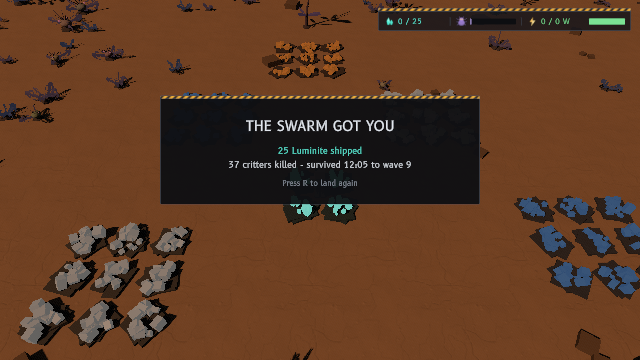 0 / 25
0 / 0 W
THE SWARM GOT YOU
25 Luminite shipped
37 critters killed - survived 12:05 to wave 9
Press R to land again